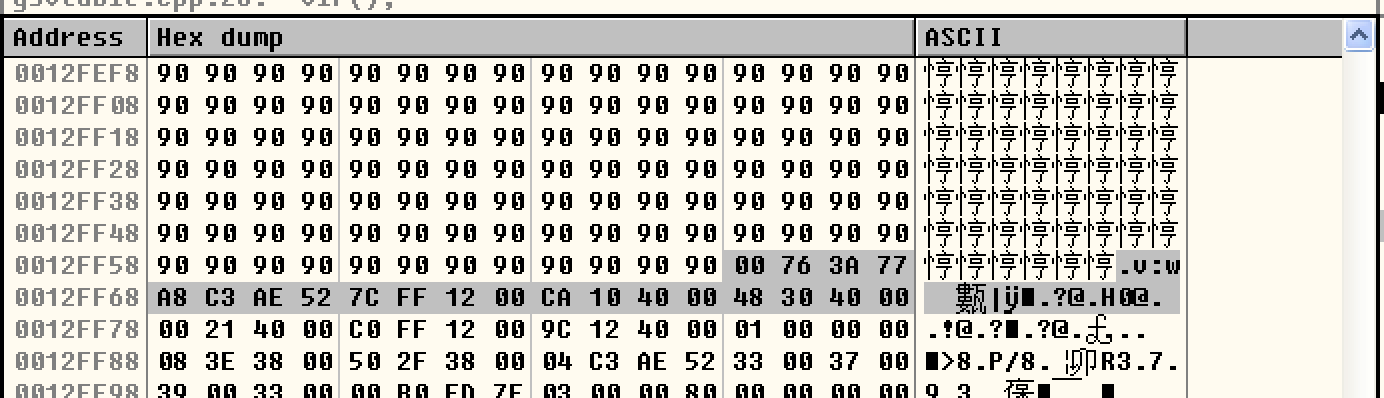 Address Hex dump ASCII
0012FEF8 90 90 90 90 90 90 90 90 90 90 90 90 90 90 90 90 悙悙悙悙悙悙悙悙
0012FF08 90 90 90 90 90 90 90 90 90 90 90 90 90 90 90 90 悙悙悙悙悙悙悙悙
0012FF18 90 90 90 90 90 90 90 90 90 90 90 90 90 90 90 90 悙悙悙悙悙悙悙悙
0012FF28 90 90 90 90 90 90 90 90 90 90 90 90 90 90 90 90 悙悙悙悙悙悙悙悙
0012FF38 90 90 90 90 90 90 90 90 90 90 90 90 90 90 90 90 悙悙悙悙悙悙悙悙
0012FF48 90 90 90 90 90 90 90 90 90 90 90 90 90 90 90 90 悙悙悙悙悙悙悙悙
0012FF58 90 90 90 90 90 90 90 90 90 90 90 90 00 76 3A 77 悙悙悙悙悙悙.v:w
0012FF68 A8 C3 AE 52 7C FF 12 00 CA 10 40 00 48 30 40 00 |ÿ■.?@.H0@.
0012FF78 00 21 40 00 C0 FF 12 00 9C 12 40 00 01 00 00 00 .!@.?■.?@....
0012FF88 08 3E 38 00 50 2F 38 00 04 C3 AE 52 33 00 37 00 ■>8.P/8. R3.7.
0012FF98 39 00 33 00 00 B0 FD 7F 03 00 00 80 00 00 00 00